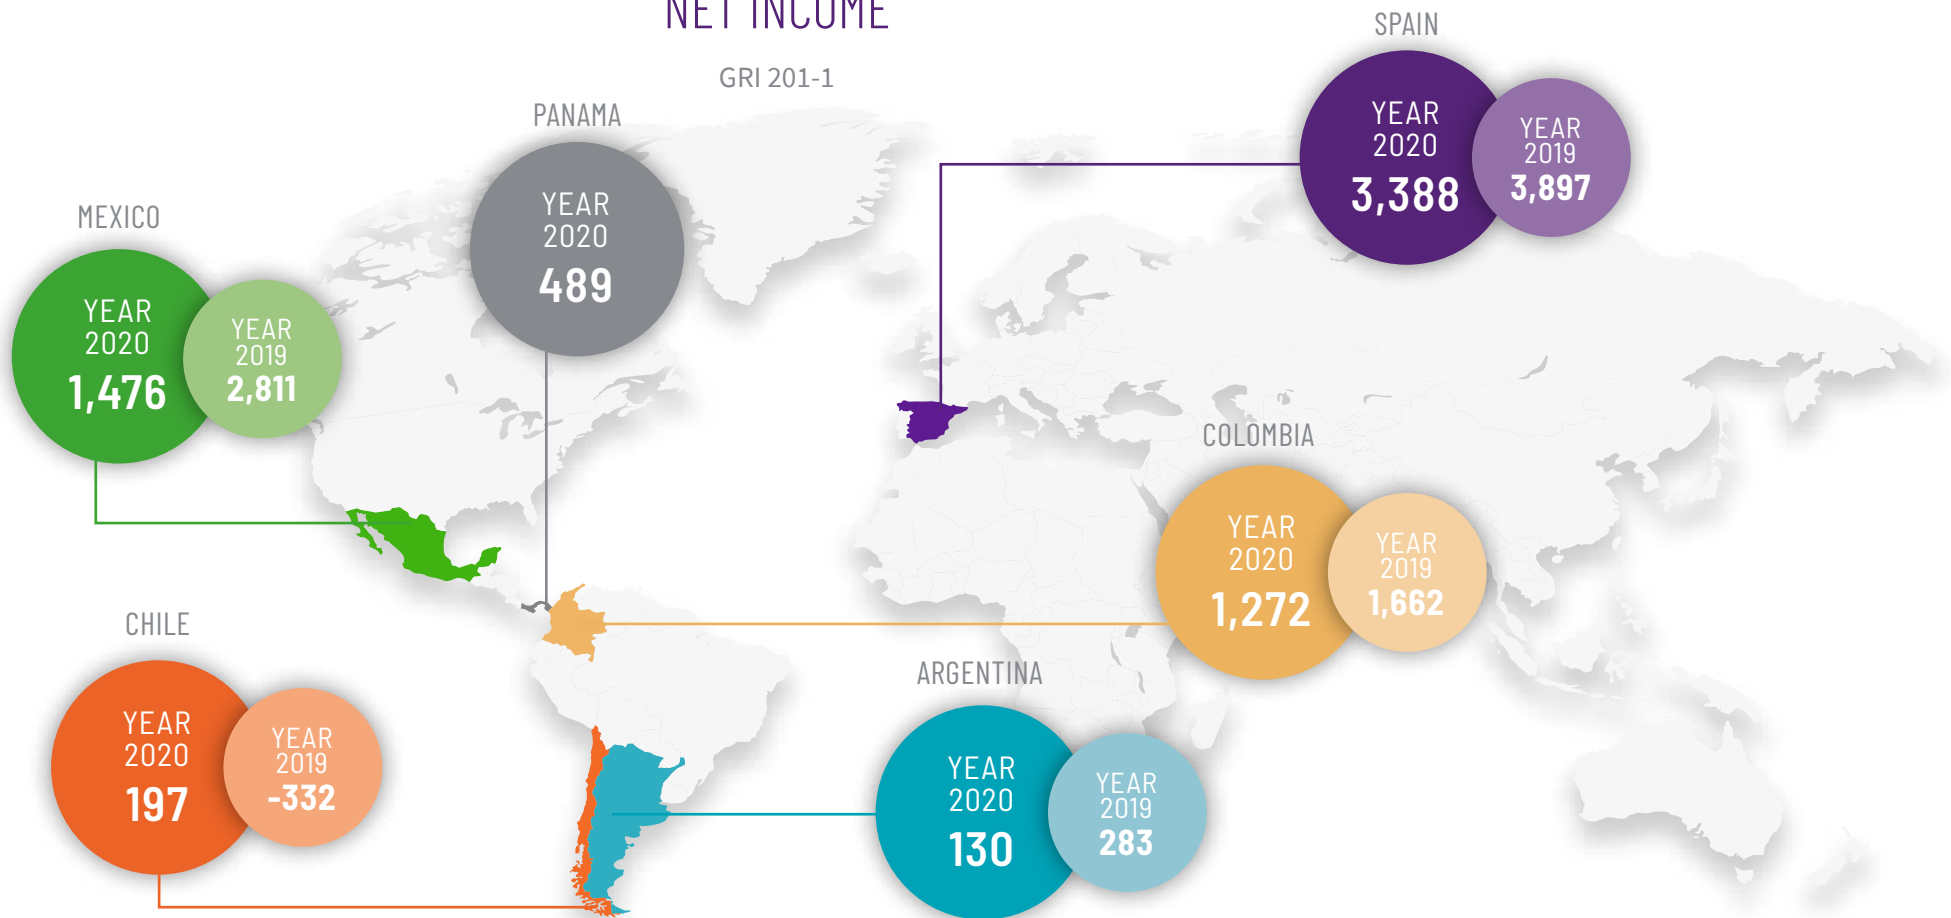 NET INCOME
GRI 201-1
SPAIN
YEAR
2020
3,388
YEAR
2019
3,897
PANAMA
YEAR
2020
489
MEXICO
YEAR
2020
1,476
YEAR
2019
2,811
COLOMBIA
YEAR
2020
1,272
YEAR
2019
1,662
CHILE
YEAR
2020
197
YEAR
2019
-332
ARGENTINA
YEAR
2020
130
YEAR
2019
283